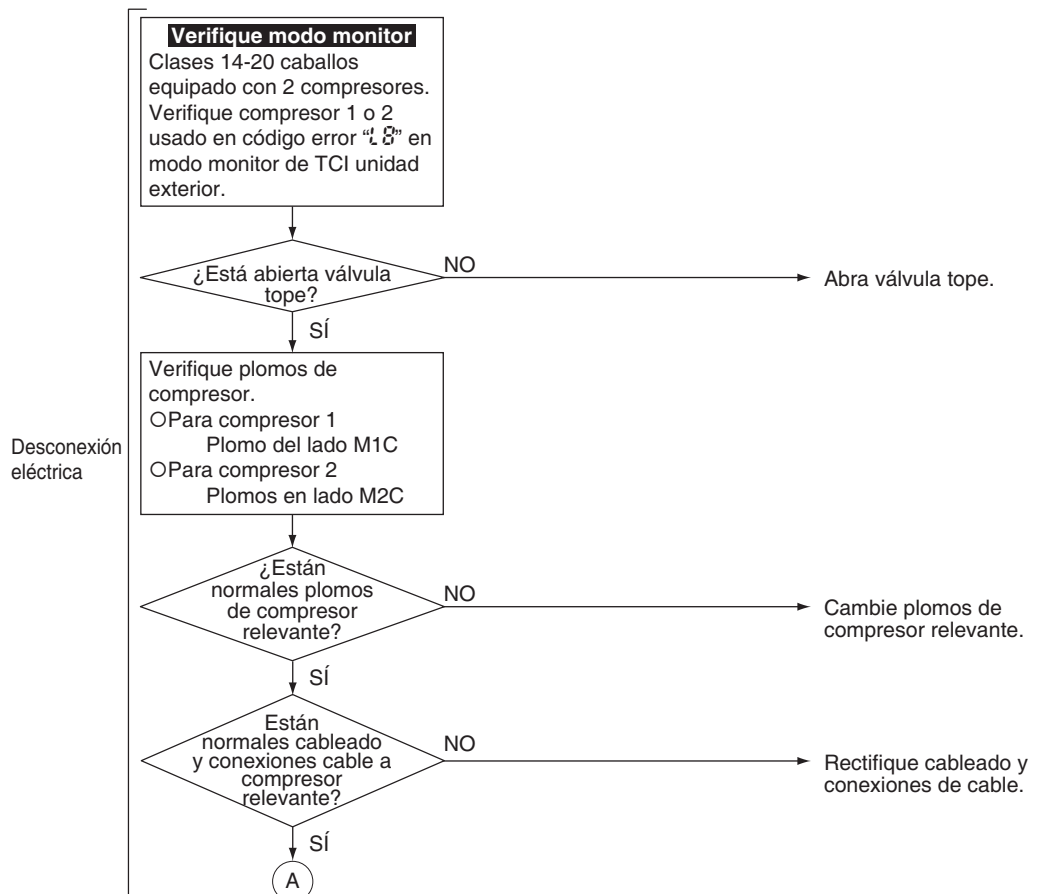 Verifique modo monitor
Clases 14-20 caballos
equipado con 2 compresores.
Verifique compresor 1 o 2
usado en código error “L8” en
modo monitor de TCI unidad
exterior.
¿Está abierta válvula
tope?
NO
Abra válvula tope.
SÍ
Verifique plomos de
compresor.
○Para compresor 1
Plomo del lado M1C
○Para compresor 2
Plomos en lado M2C
Desconexión
eléctrica
¿Están
normales plomos
de compresor
relevante?
NO
Cambie plomos de
compresor relevante.
SÍ
Están
normales cableado
y conexiones cable a
compresor
relevante?
NO
Rectifique cableado y
conexiones de cable.
SÍ
A